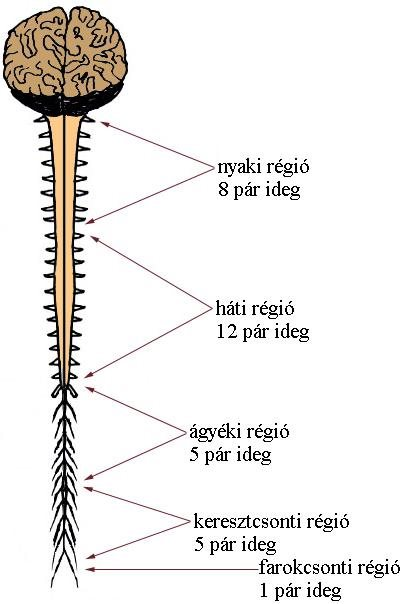 nyaki régió
8 pár ideg
háti régió
12 pár ideg
ágyéki régió
5 pár ideg
keresztcsonti régió
5 pár ideg
farokcsonti régió
1 pár ideg